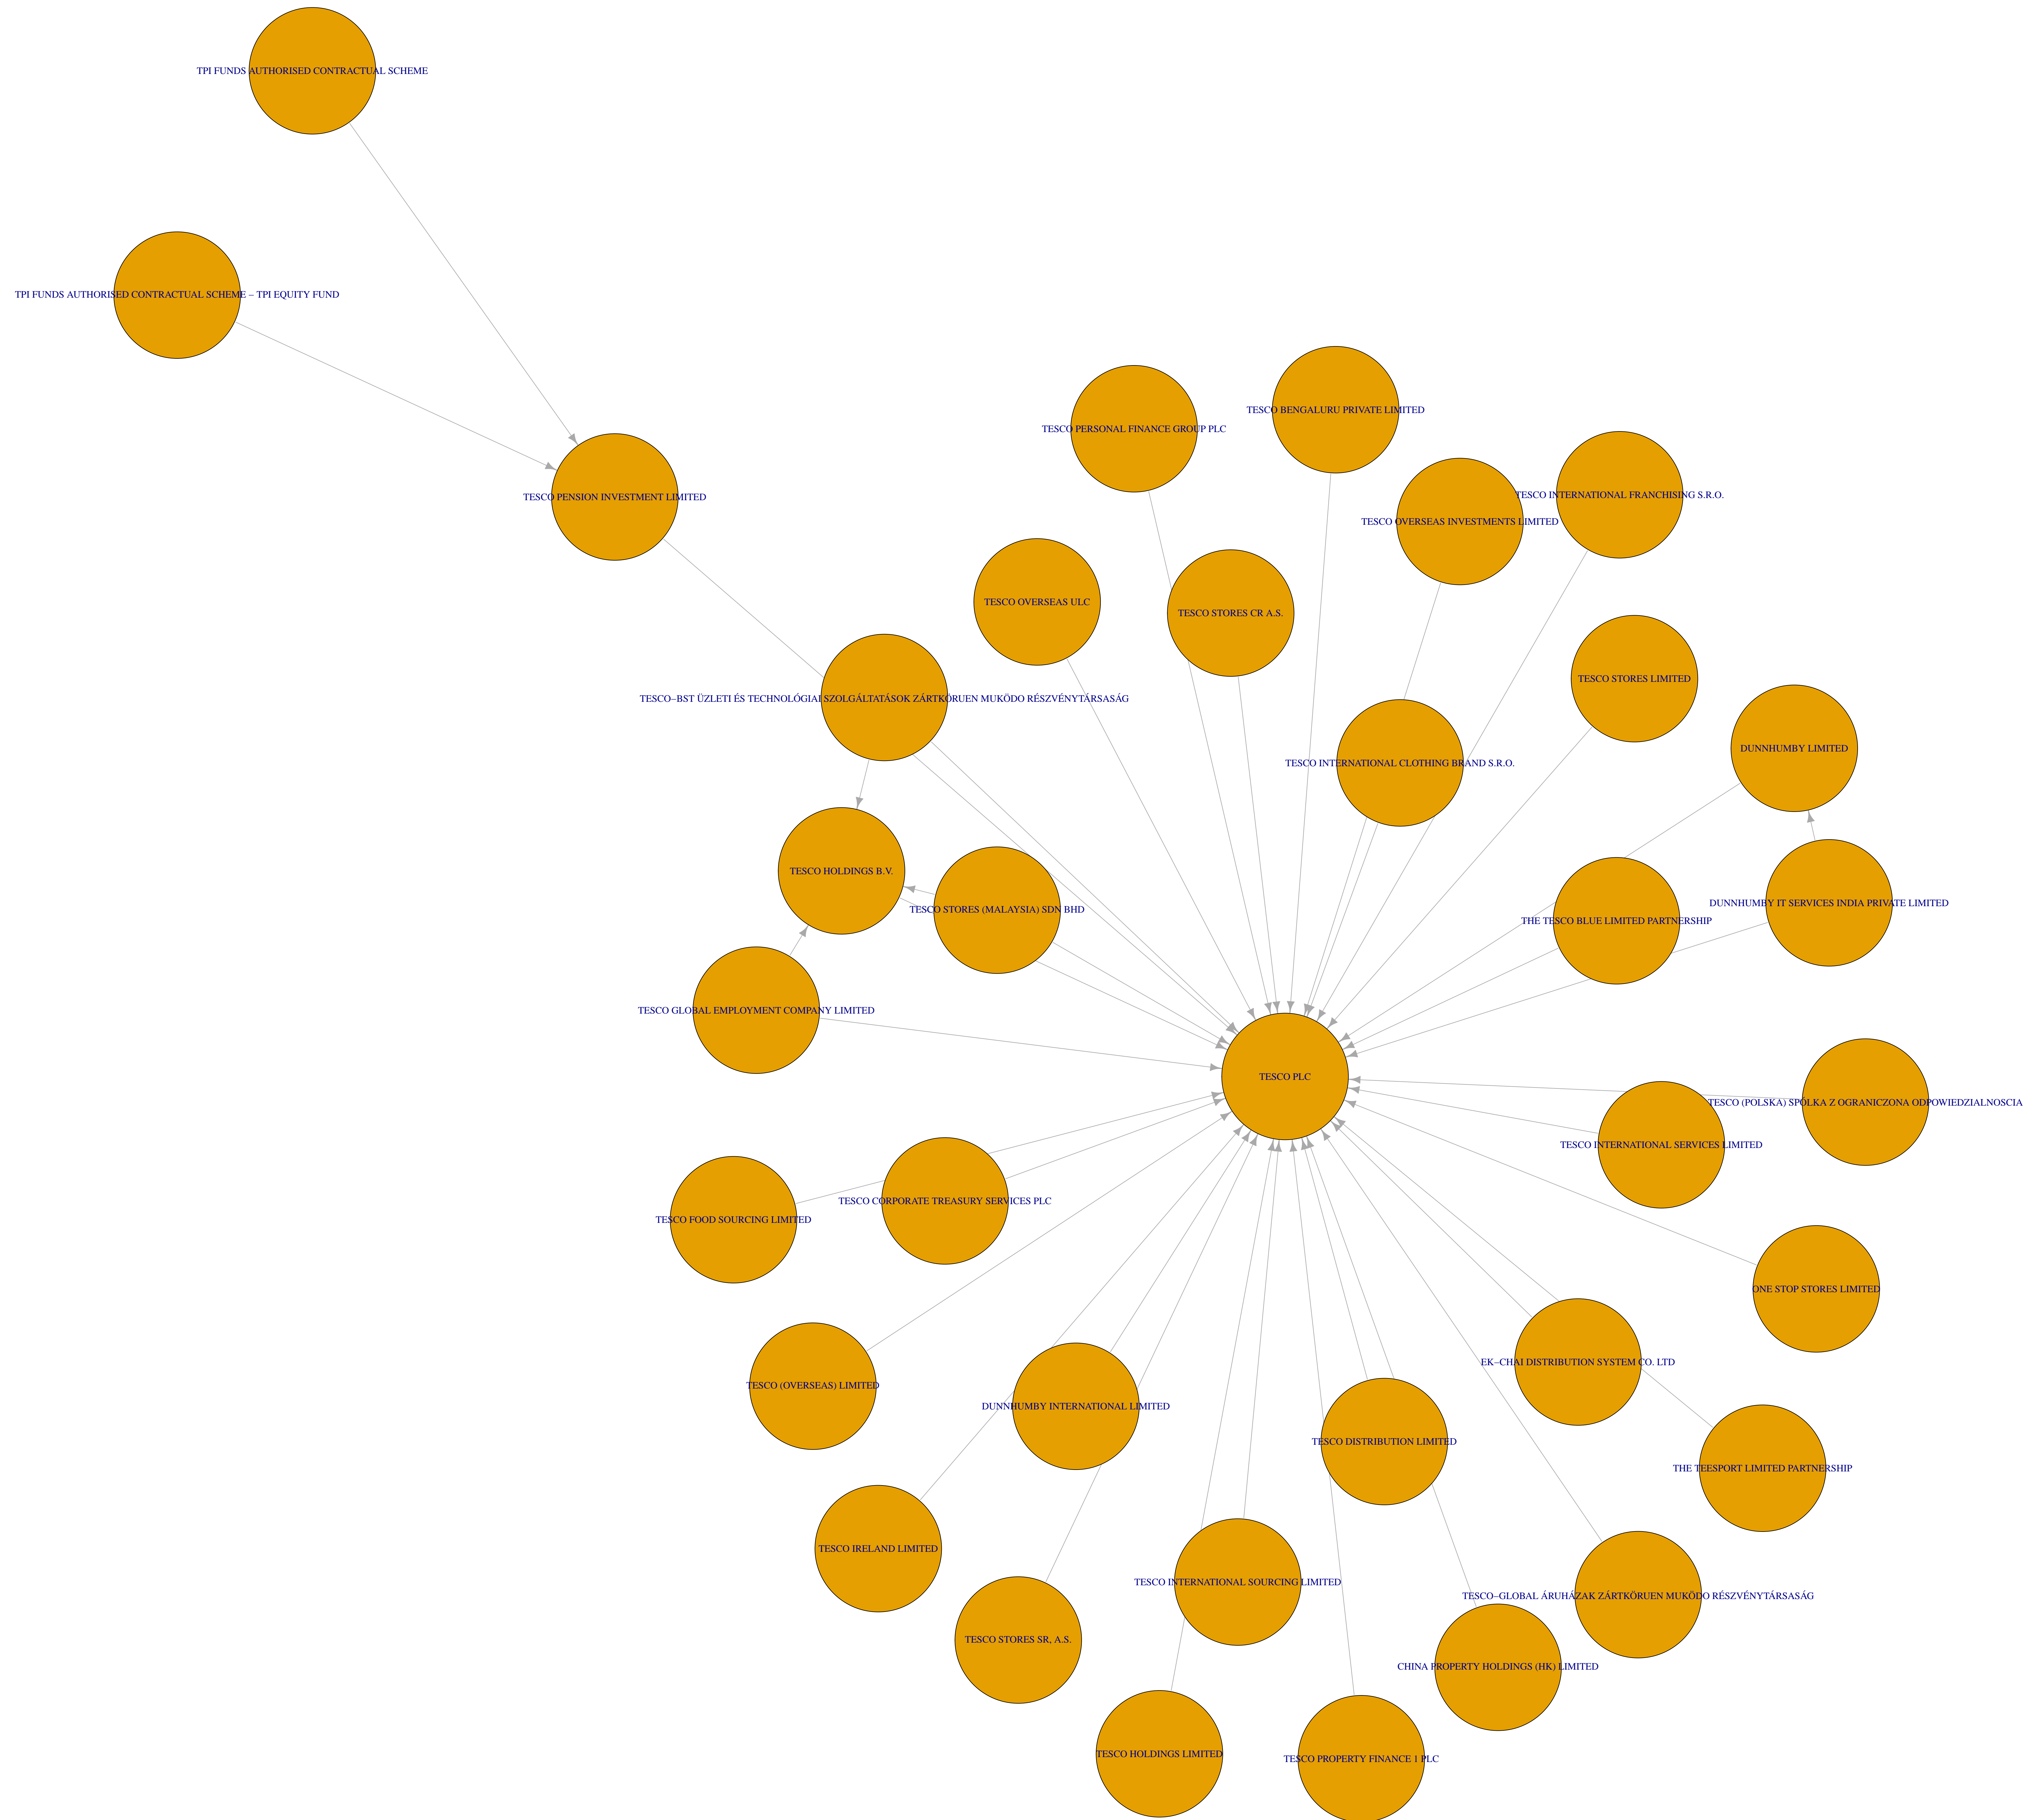 TPI FUNDS AUTHORISED CONTRACTUAL SCHEME
TPI FUNDS AUTHORISED CONTRACTUAL SCHEME – TPI EQUITY FUND
TESCO BENGALURU PRIVATE LIMITED
TESCO PERSONAL FINANCE GROUP PLC
TESCO INTERNATIONAL FRANCHISING S.R.O.
TESCO PENSION INVESTMENT LIMITED
TESCO OVERSEAS INVESTMENTS LIMITED
TESCO OVERSEAS ULC
TESCO STORES CR A.S.
TESCO STORES LIMITED
TESCO–BST ÜZLETI ÉS TECHNOLÓGIAI SZOLGÁLTATÁSOK ZÁRTKÖRUEN MUKÖDO RÉSZVÉNYTÁRSASÁG
DUNNHUMBY LIMITED
TESCO INTERNATIONAL CLOTHING BRAND S.R.O.
TESCO HOLDINGS B.V.
DUNNHUMBY IT SERVICES INDIA PRIVATE LIMITED
TESCO STORES (MALAYSIA) SDN BHD
THE TESCO BLUE LIMITED PARTNERSHIP
TESCO GLOBAL EMPLOYMENT COMPANY LIMITED
TESCO PLC
TESCO (POLSKA) SPOLKA Z OGRANICZONA ODPOWIEDZIALNOSCIA
TESCO INTERNATIONAL SERVICES LIMITED
TESCO CORPORATE TREASURY SERVICES PLC
TESCO FOOD SOURCING LIMITED
ONE STOP STORES LIMITED
EK–CHAI DISTRIBUTION SYSTEM CO. LTD
TESCO (OVERSEAS) LIMITED
DUNNHUMBY INTERNATIONAL LIMITED
TESCO DISTRIBUTION LIMITED
THE TEESPORT LIMITED PARTNERSHIP
TESCO IRELAND LIMITED
TESCO INTERNATIONAL SOURCING LIMITED
TESCO–GLOBAL ÁRUHÁZAK ZÁRTKÖRUEN MUKÖDO RÉSZVÉNYTÁRSASÁG
TESCO STORES SR, A.S.
CHINA PROPERTY HOLDINGS (HK) LIMITED
TESCO HOLDINGS LIMITED
TESCO PROPERTY FINANCE 1 PLC